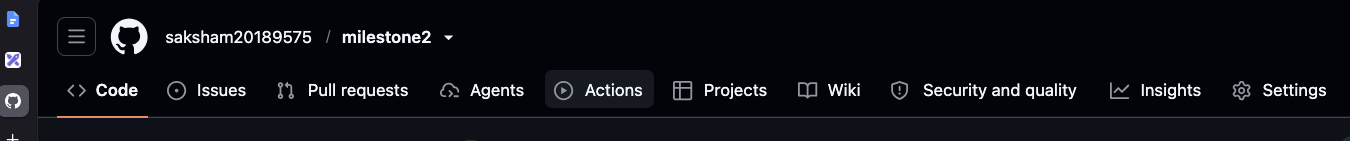 saksham20189575 / milestone2
Code Issues Pull requests Agents Actions Projects Wiki Security and quality Insights Settings